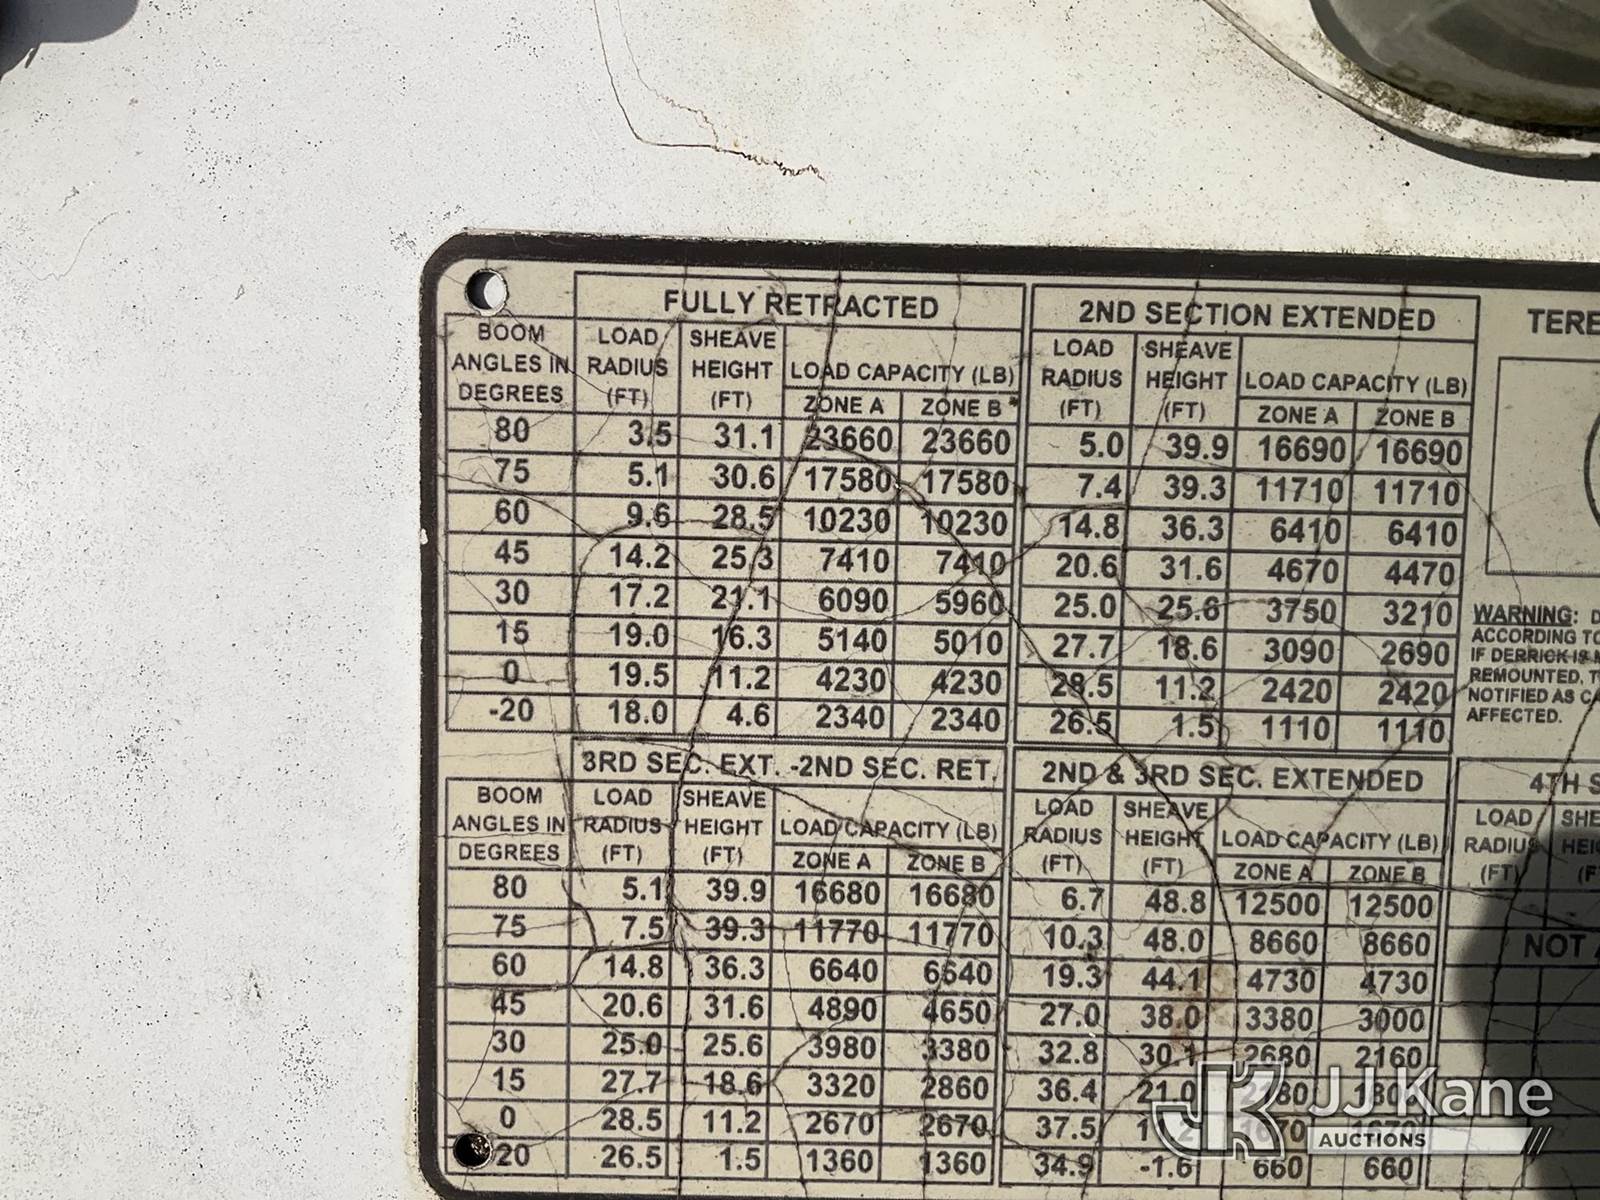 FULLY RETRACTED 2ND SECTION EXTENDED TERE
BOOM ANGLES IN DEGREES LOAD RADIUS (FT) SHEAVE HEIGHT (FT) LOAD CAPACITY (LB) LOAD RADIUS (FT) SHEAVE HEIGHT (FT) LOAD CAPACITY (LB)
ZONE A ZONE B ZONE A ZONE B
80 3.5 31.1 23660 23660 5.0 39.9 16690 16690
75 5.1 30.6 17580 17580 7.4 39.3 11710 11710
60 9.6 28.5 10230 10230 14.8 36.3 6410 6410
45 14.2 25.3 7410 7410 20.6 31.6 4670 4470
30 17.2 21.1 6090 5960 25.0 25.6 3750 3210
15 19.0 16.3 5140 5010 27.7 18.6 3090 2690
0 19.5 11.2 4230 4230 28.5 11.2 2420 2420
-20 18.0 4.6 2340 2340 26.5 1.5 1110 1110
WARNING: D
ACCORDING TO
IF DERRICK IS
REMOUNTED, T
NOTIFIED AS CA
AFFECTED.
3RD SEC. EXT. -2ND SEC. RET. 2ND & 3RD SEC. EXTENDED 4TH S
BOOM ANGLES IN DEGREES LOAD RADIUS (FT) SHEAVE HEIGHT (FT) LOAD CAPACITY (LB) LOAD RADIUS (FT) SHEAVE HEIGHT (FT) LOAD CAPACITY (LB) LOAD RADIUS (FT) SHE HEI (F
ZONE A ZONE B ZONE A ZONE B
80 5.1 39.9 16680 16680 6.7 48.8 12500 12500
75 7.5 39.3 11770 11770 10.3 48.0 8660 8660 NOT A
60 14.8 36.3 6640 6640 19.3 44.1 4730 4730
45 20.6 31.6 4890 4650 27.0 38.0 3380 3000
30 25.0 25.6 3980 3380 32.8 30.1 2680 2160
15 27.7 18.6 3320 2860 36.4 21.0
0 28.5 11.2 2670 2670 37.5
20 26.5 1.5 1360 1360 34.9 -1.6 660 660
JK JJ Kane
AUCTIONS